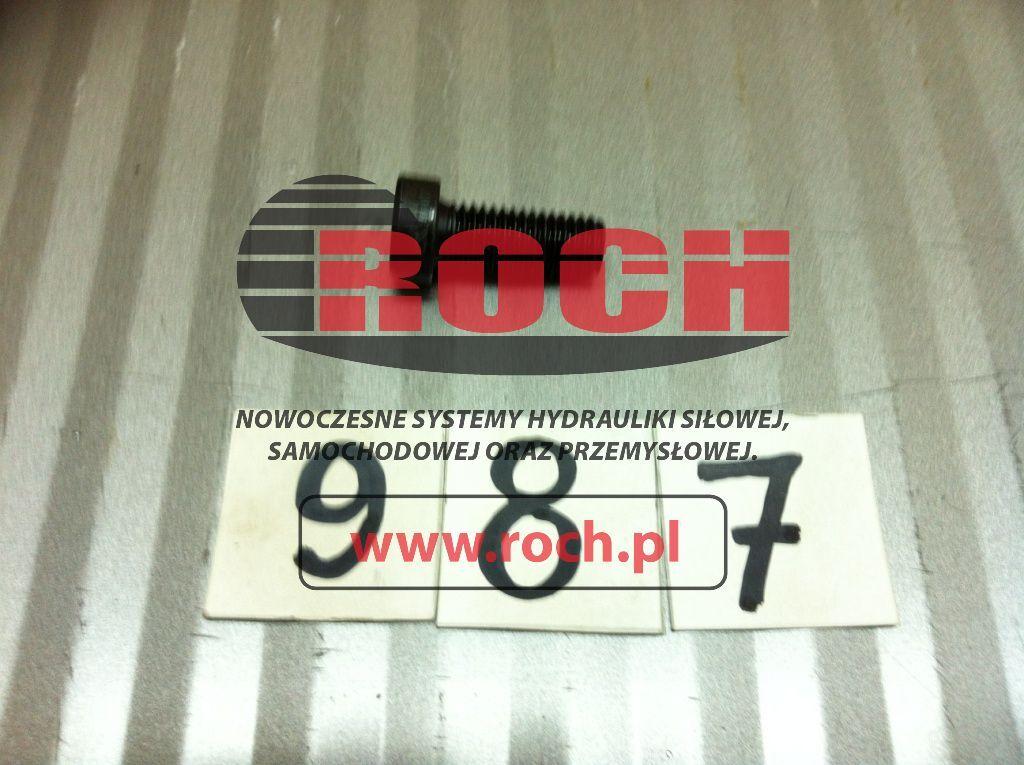 ROCH
NOWOCZESNE SYSTEMY HYDRAULIKI SIŁOWEJ,
SAMOCHODOWEJ ORAZ PRZEMYSŁOWEJ.
9 8 7
www.roch.pl